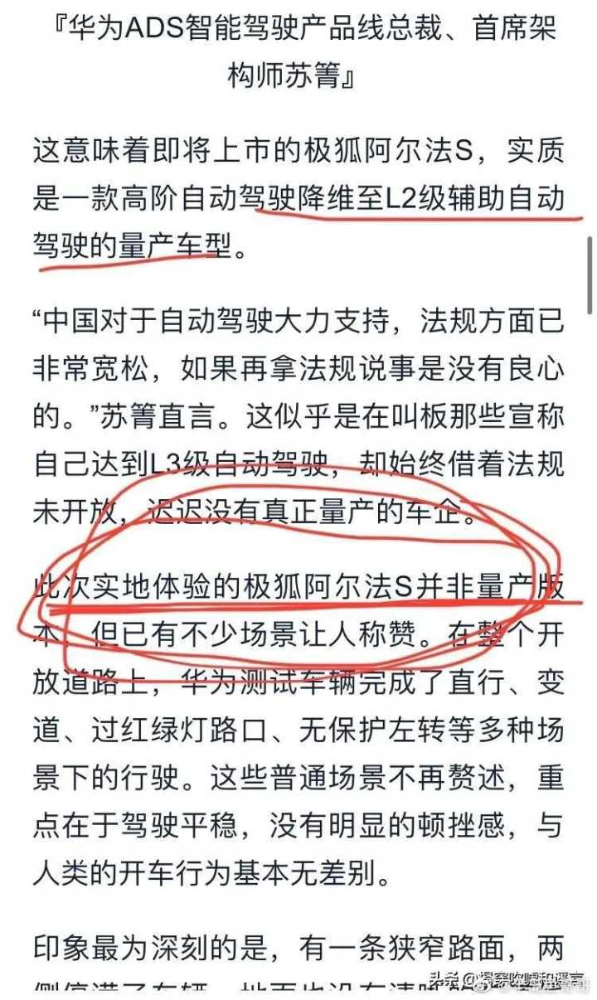 『华为ADS智能驾驶产品线总裁、首席架
构师苏箐』
这意味着即将上市的极狐阿尔法S，实质
是一款高阶自动驾驶降维至L2级辅助自动
驾驶的量产车型。
“中国对于自动驾驶大力支持，法规方面已
非常宽松，如果再拿法规说事是没有良心
的。”苏箐直言。这似乎是在叫板那些宣称
自己达到L3级自动驾驶，却始终借着法规
未开放，迟迟没有真正量产的车企。
此次实地体验的极狐阿尔法S并非量产版
本，但已有不少场景让人称赞。在整个开
放道路上，华为测试车辆完成了直行、变
道、过红绿灯路口、无保护左转等多种场
景下的行驶。这些普通场景不再赘述，重
点在于驾驶平稳，没有明显的顿挫感，与
人类的开车行为基本无差别。
印象最为深刻的是，有一条狭窄路面，两
侧停满了车辆，地面也没有清晰的
头条